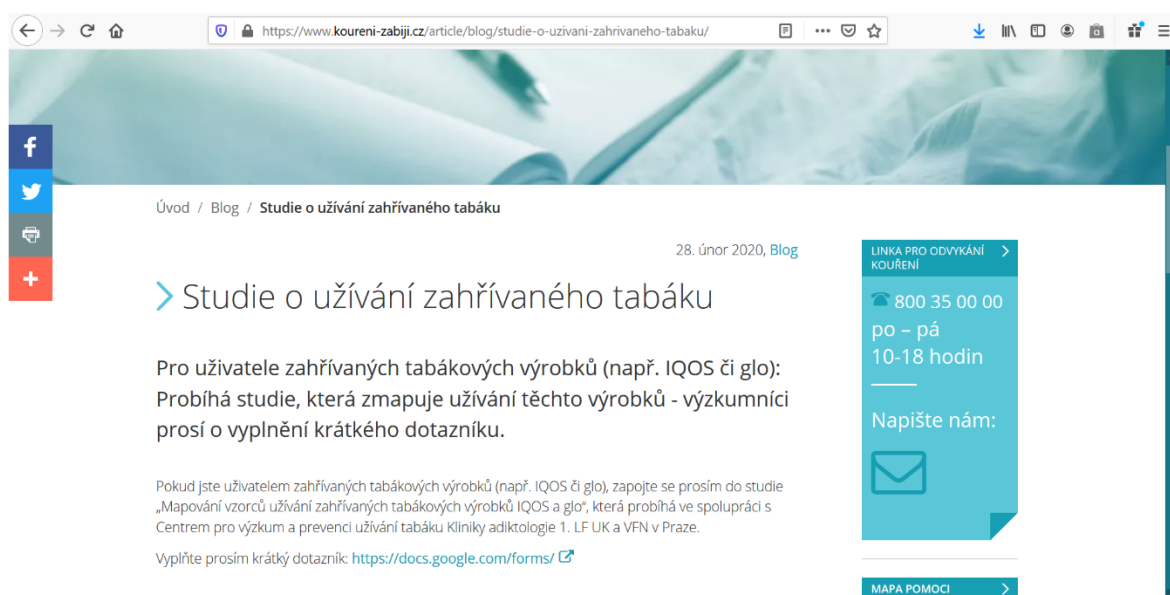 https://www.koureni-zabiji.cz/article/blog/studie-o-uzivani-zahrivaneho-tabaku/
f
Úvod / Blog / Studie o užívání zahřívaného tabáku
28. únor 2020, Blog
Studie o užívání zahřívaného tabáku
Pro uživatele zahřívaných tabákových výrobků (např. IQOS či glo):
Probíhá studie, která zmapuje užívání těchto výrobků - výzkumníci
prosí o vyplnění krátkého dotazníku.
Pokud jste uživatelem zahřívaných tabákových výrobků (např. IQOS či glo), zapojte se prosím do studie
„Mapování vzorců užívání zahřívaných tabákových výrobků IQOS a glo“, která probíhá ve spolupráci s
Centrem pro výzkum a prevenci užívání tabáku Kliniky adiktologie 1. LF UK a VFN v Praze.
Vyplňte prosím krátký dotazník: https://docs.google.com/forms/
LINKA PRO ODVYKÁNÍ
KOUŘENÍ
800 35 00 00
po – pá
10-18 hodin
Napište nám:
MAPA POMOCI